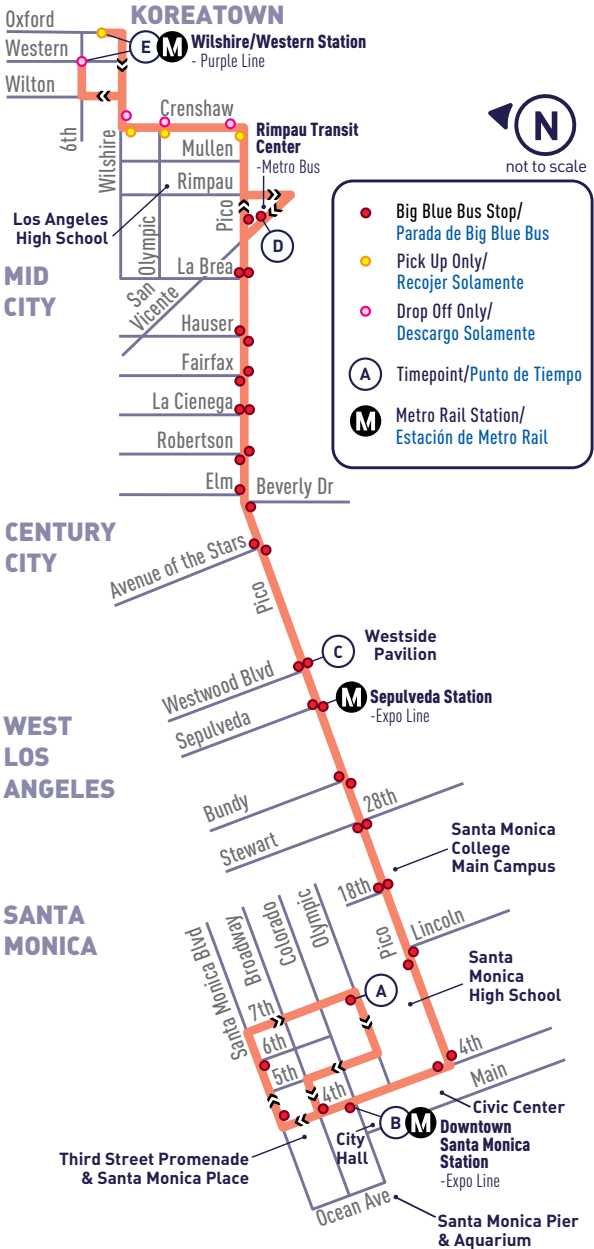 KOREATOWN
Oxford
Western
Wilton
6th
E
M
Wilshire/Western Station
- Purple Line
Wilshire
Crenshaw
Mullen
Rimpau
Pico
Olympic
Rimpau Transit
Center
-Metro Bus
D
Los Angeles
High School
La Brea
San
Vicente
MID
CITY
N
not to scale
Big Blue Bus Stop/
Parada de Big Blue Bus
Pick Up Only/
Recojer Solamente
Drop Off Only/
Descargo Solamente
A
Timepoint/Punto de Tiempo
M
Metro Rail Station/
Estación de Metro Rail
Hauser
Fairfax
La Cienega
Robertson
Elm
Beverly Dr
CENTURY
CITY
Avenue of the Stars
Pico
C
Westside
Pavilion
Westwood Blvd
M
Sepulveda Station
-Expo Line
Sepulveda
WEST
LOS
ANGELES
Bundy
28th
Stewart
Santa Monica
College
Main Campus
18th
Lincoln
Pico
SANTA
MONICA
Santa Monica Blvd
Broadway
Colorado
Olympic
Santa
Monica
High School
A
7th
6th
5th
4th
4th
Main
Civic Center
B
M
Downtown
Santa Monica
Station
-Expo Line
City
Hall
Third Street Promenade
& Santa Monica Place
Ocean Ave
Santa Monica Pier
& Aquarium